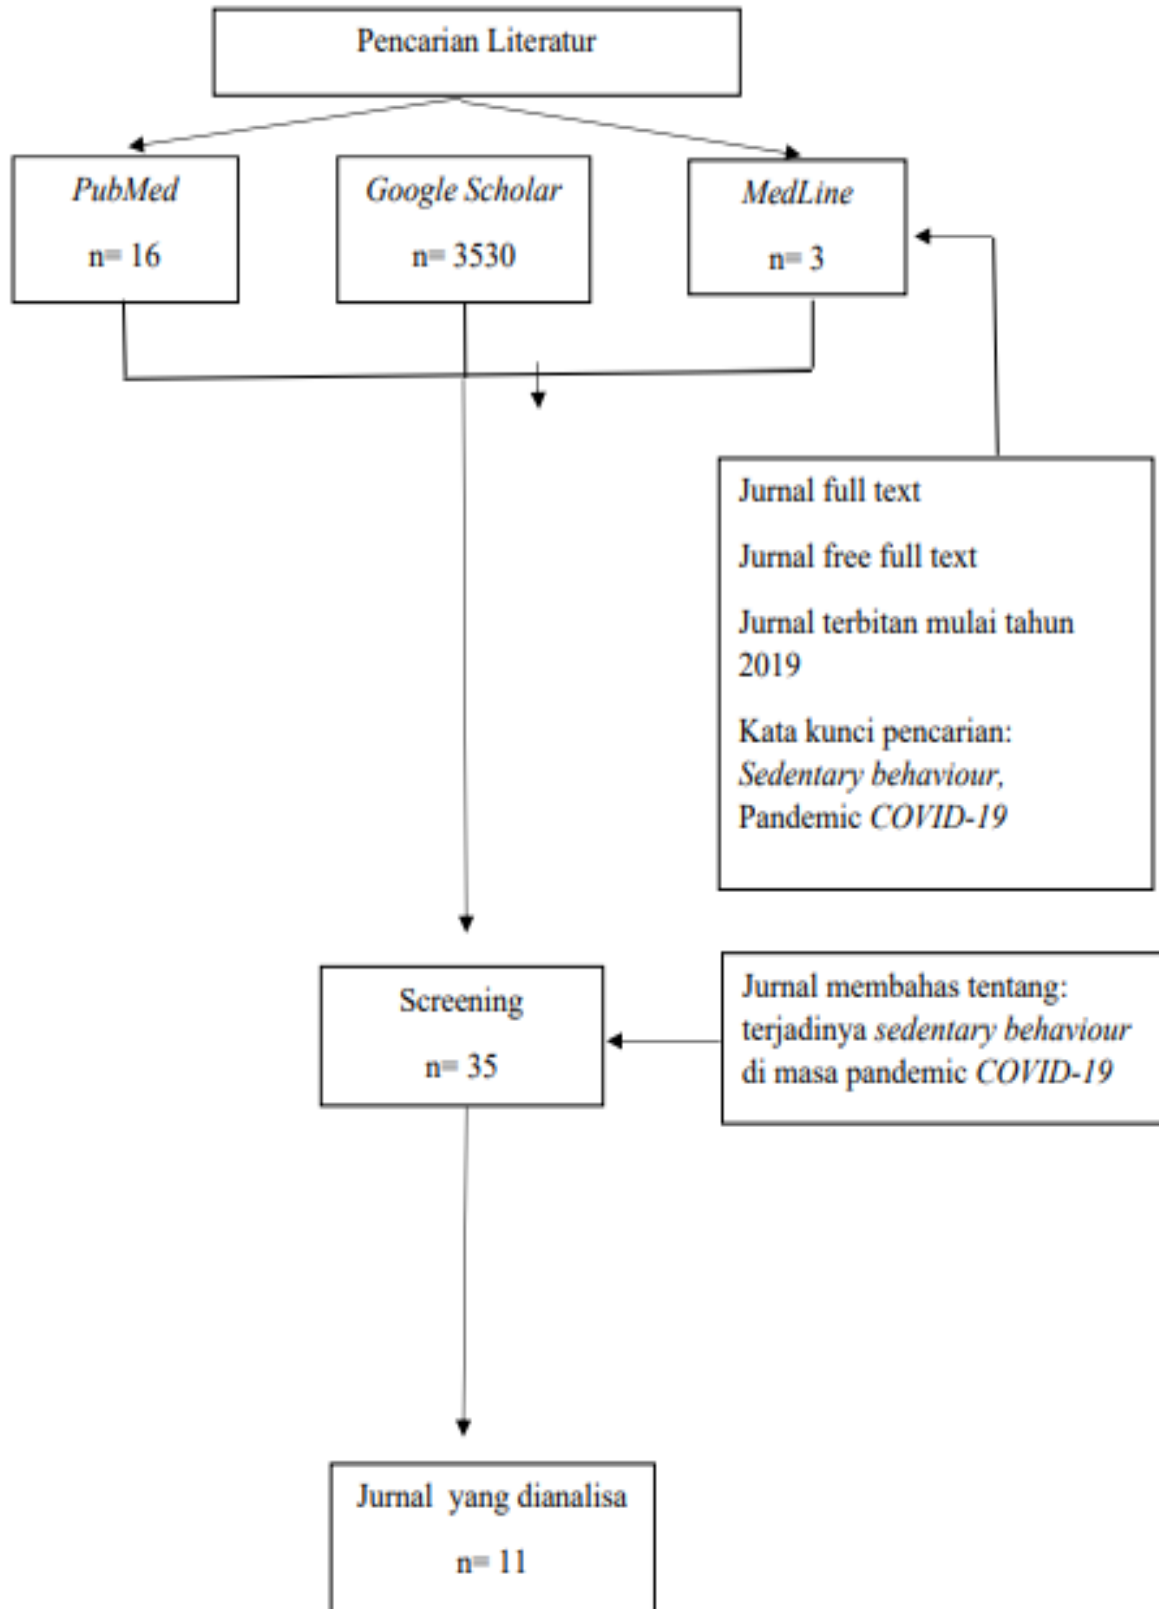 Pencarian Literatur
PubMed
n= 16
Google Scholar
n= 3530
MedLine
n= 3
Jurnal full text
Jurnal free full text
Jurnal terbitan mulai tahun
2019
Kata kunci pencarian:
Sedentary behaviour,
Pandemic COVID-19
Screening
n= 35
Jurnal membahas tentang:
terjadinya sedentary behaviour
di masa pandemic COVID-19
Jurnal yang dianalisa
n= 11